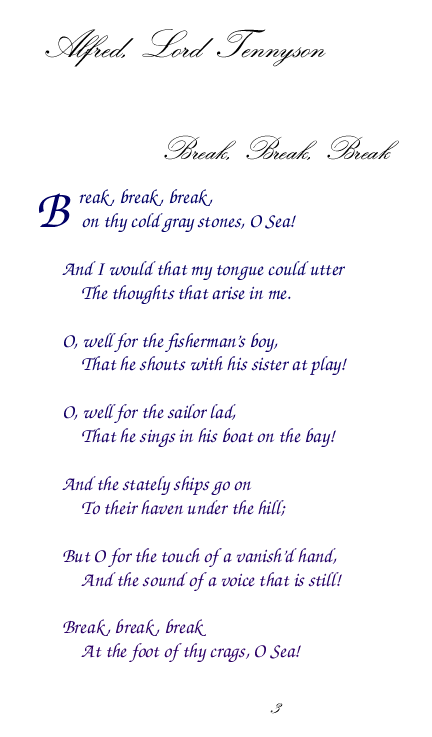 Alfred, Lord Tennyson
Break, Break, Break
Break, break, break,
on thy cold gray stones, O Sea!
And I would that my tongue could utter
The thoughts that arise in me.
O, well for the fisherman's boy,
That he shouts with his sister at play!
O, well for the sailor lad,
That he sings in his boat on the bay!
And the stately ships go on
To their haven under the hill;
But O for the touch of a vanish'd hand,
And the sound of a voice that is still!
Break, break, break
At the foot of thy crags, O Sea!
3